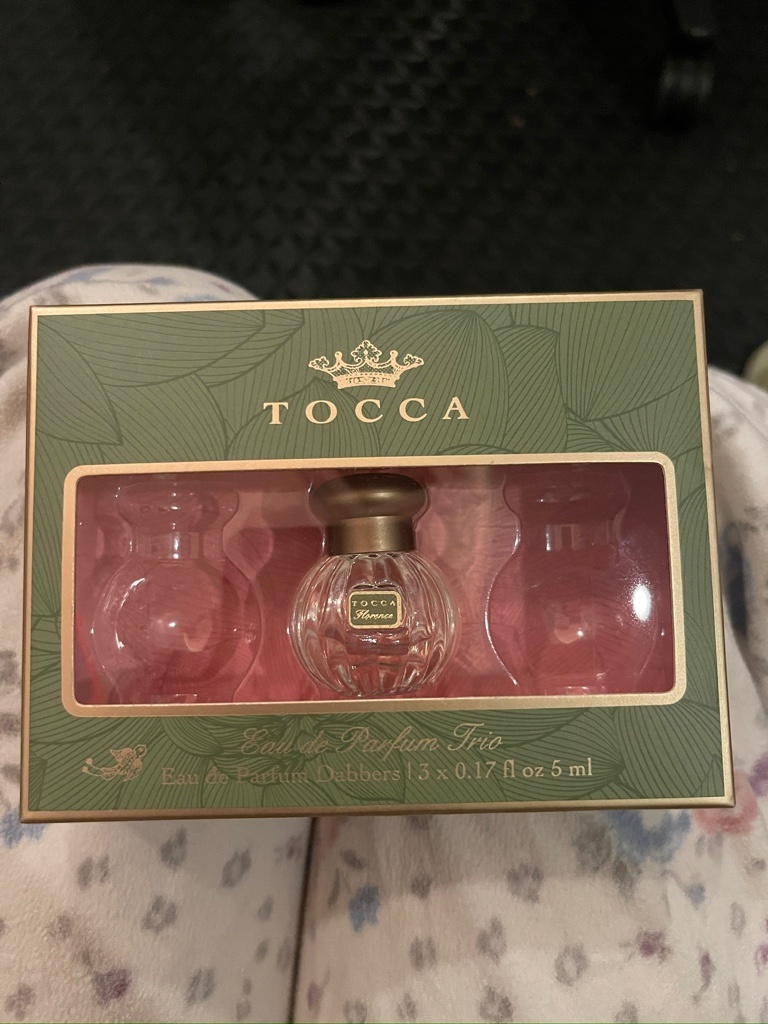 TOCCA
TOCCA
Florence
Eau de Parfum Trio
Eau de Parfum Dabbers | 3 x 0.17 fl oz 5 ml